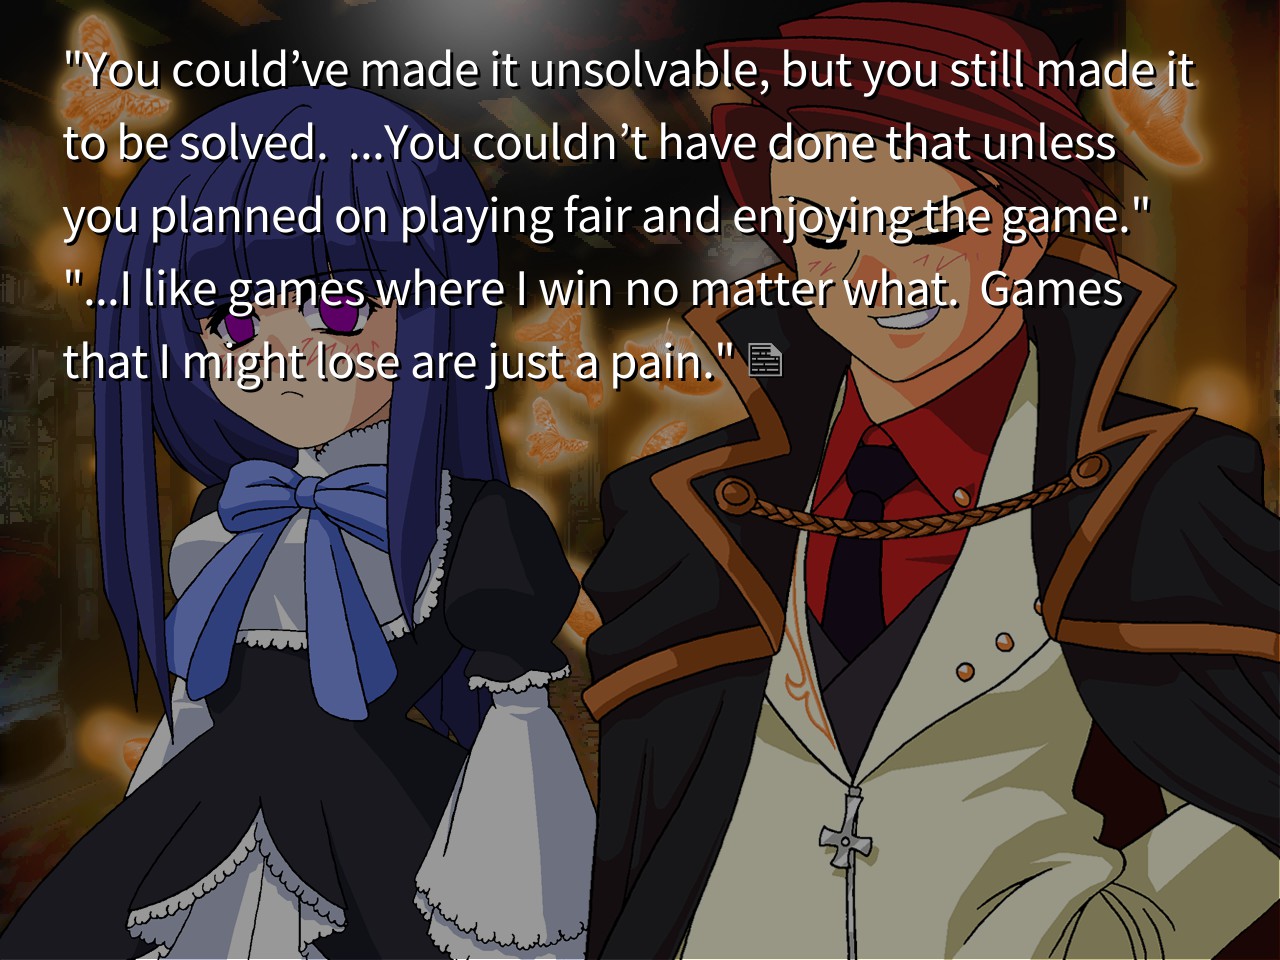 "You could’ve made it unsolvable, but you still made it
to be solved.  ...You couldn’t have done that unless
you planned on playing fair and enjoying the game."
"...I like games where I win no matter what.  Games
that I might lose are just a pain."